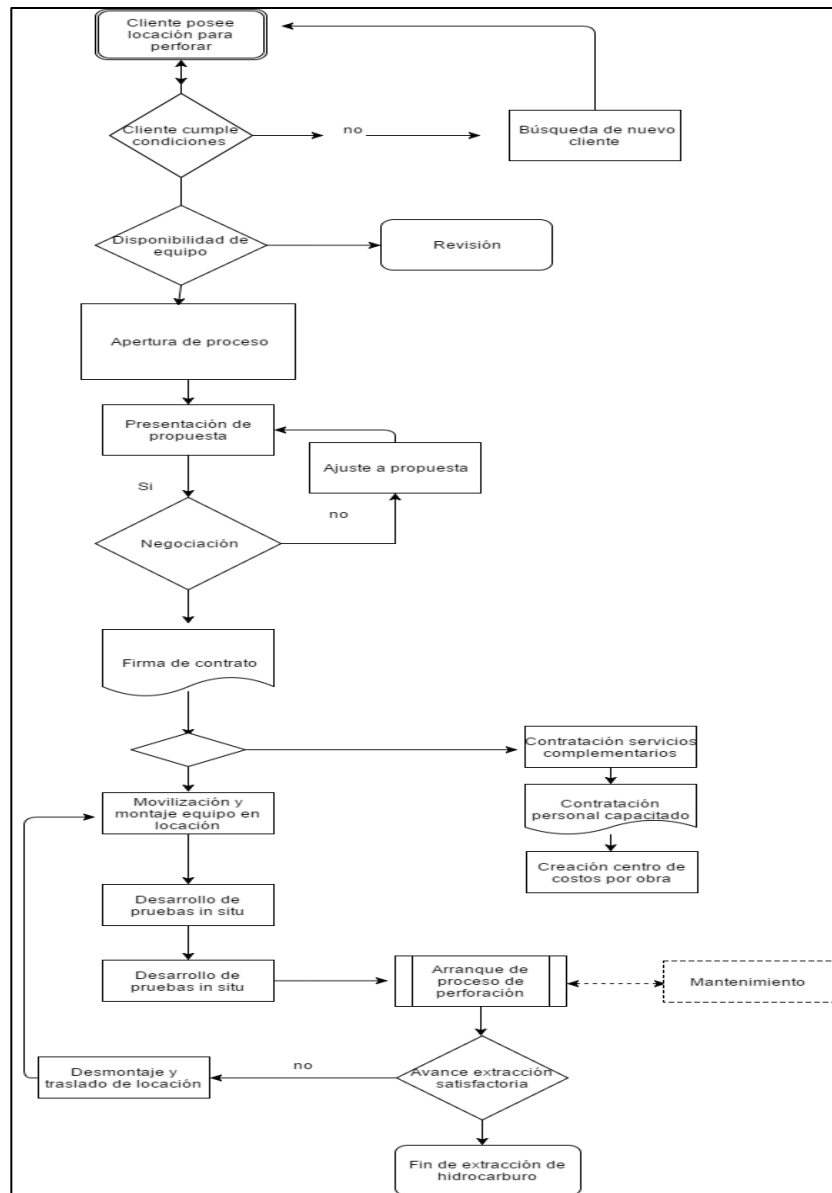 Cliente posee
locación para
perforar
Cliente cumple
condiciones
no
Búsqueda de nuevo
cliente
Disponibilidad de
equipo
Revisión
Apertura de proceso
Presentación de
propuesta
Ajuste a propuesta
Si
no
Negociación
Firma de contrato
Contratación servicios
complementarios
Movilización y
montaje equipo en
locación
Contratación
personal capacitado
Creación centro de
costos por obra
Desarrollo de
pruebas in situ
Desarrollo de
pruebas in situ
Arranque de
proceso de
perforación
Mantenimiento
Desmontaje y
traslado de locación
no
Avance extracción
satisfactoria
Fin de extracción de
hidrocarburo